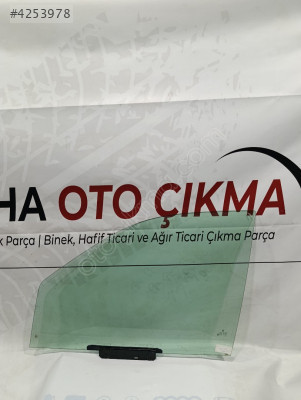 #4253978
HA OTO ÇIKMA
k Parça | Binek, Hafif Ticari ve Ağır Ticari Çıkma Parça